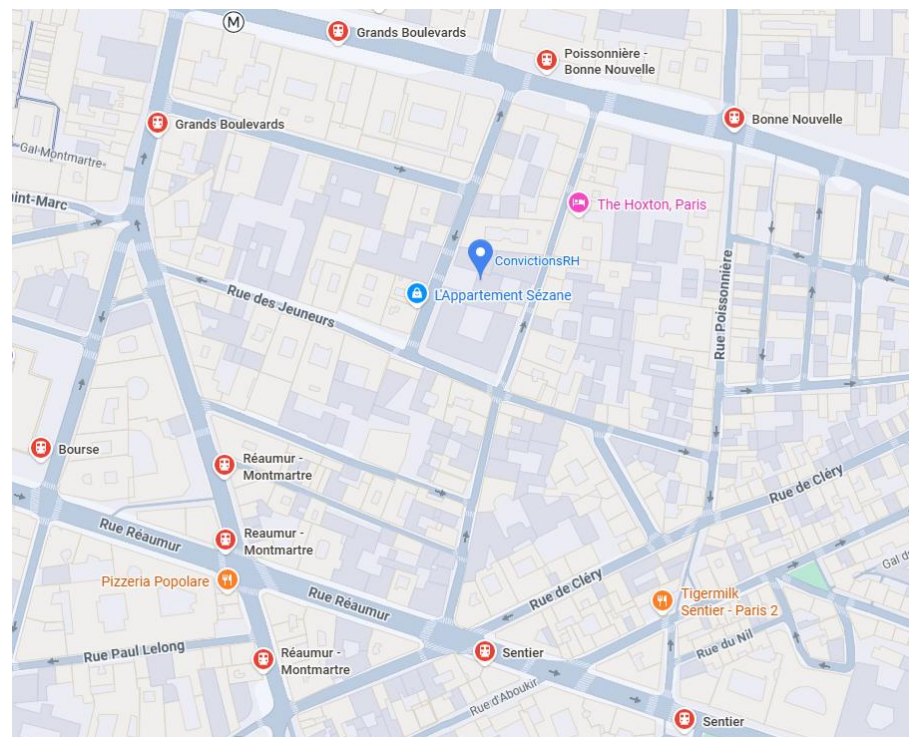 M
Grands Boulevards
Poissonnière -
Bonne Nouvelle
Bonne Nouvelle
Grands Boulevards
Gal-Montmartre
int-Marc
The Hoxton, Paris
ConvictionsRH
L'Appartement Sézane
Rue des Jeuneurs
Rue Poissonnière
Bourse
Réaumur -
Montmartre
Rue de Cléry
Rue Réaumur
Reaumur -
Montmartre
Pizzeria Popolare
Rue Réaumur
Rue de Cléry
Gal du
Tigermilk
Sentier - Paris 2
Rue du Nil
Rue Paul Lelong
Réaumur -
Montmartre
Sentier
Rue d'Aboukir
Sentier